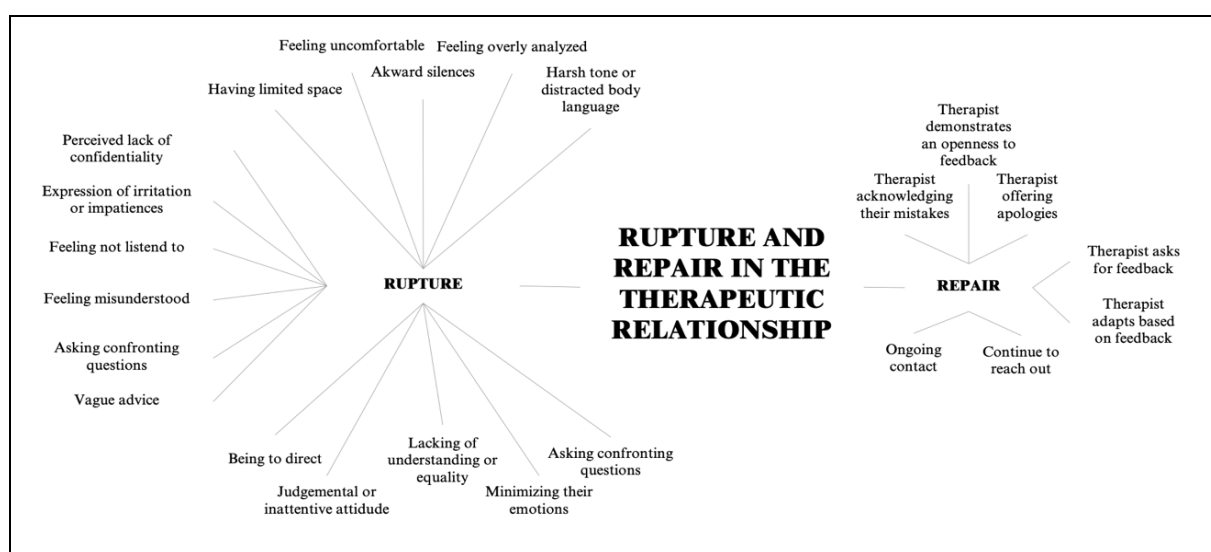 Feeling uncomfortable
Feeling overly analyzed
Akward silences
Having limited space
Harsh tone or
distracted body
language
Perceived lack of
confidentiality
Expression of irritation
or impatiences
Feeling not listend to
Feeling misunderstood
Asking confronting
questions
Vague advice
RUPTURE
Being to direct
Judgemental or
inattentive attidude
Lacking of
understanding or
equality
Minimizing their
emotions
Asking confronting
questions
RUPTURE AND
REPAIR IN THE
THERAPEUTIC
RELATIONSHIP
Therapist
demonstrates
an openness to
feedback
Therapist
acknowledging
their mistakes
Therapist
offering
apologies
REPAIR
Therapist asks
for feedback
Therapist
adapts based
on feedback
Ongoing
contact
Continue to
reach out